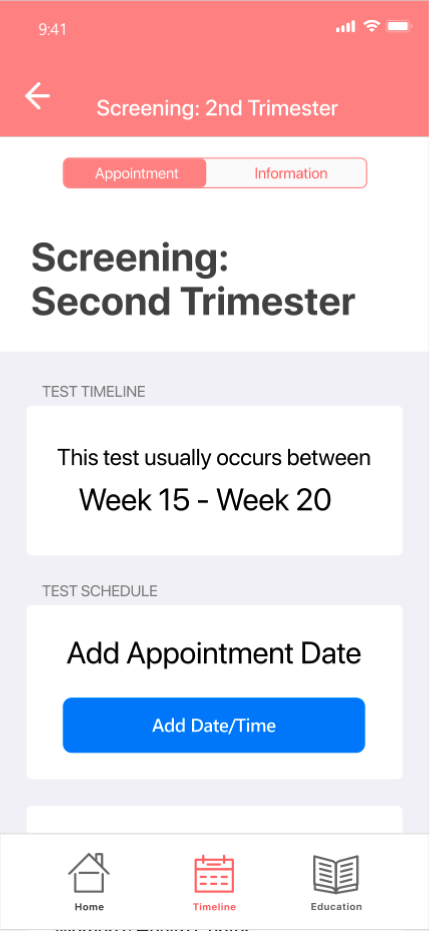 9:41
Screening: 2nd Trimester
Appointment
Information
Screening:
Second Trimester
TEST TIMELINE
This test usually occurs between
Week 15 - Week 20
TEST SCHEDULE
Add Appointment Date
Add Date/Time
Home
Timeline
Education